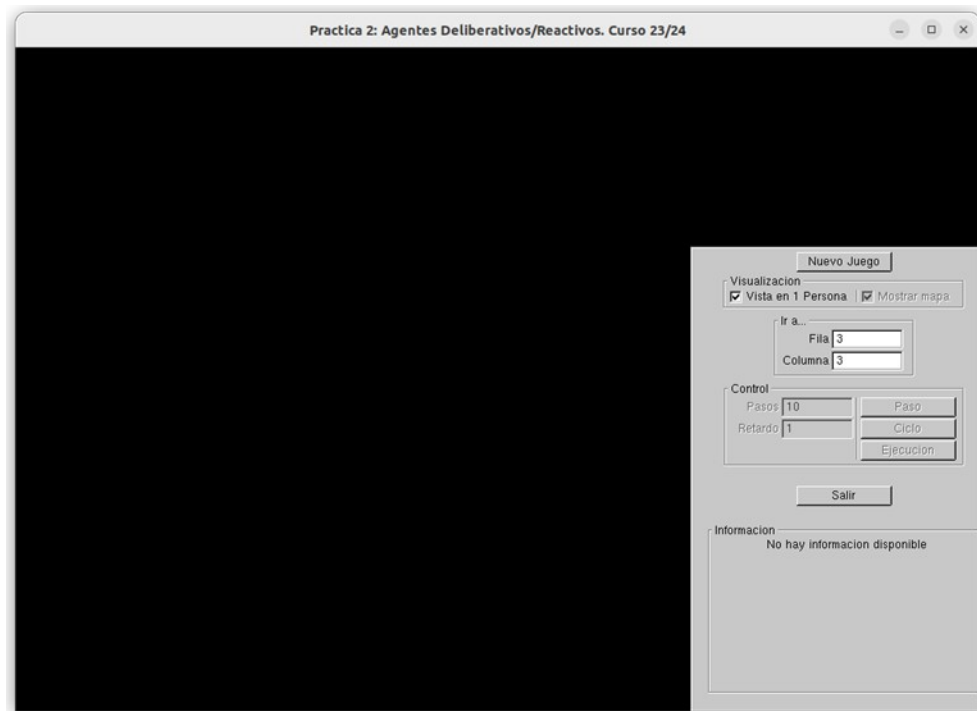 Practica 2: Agentes Deliberativos/Reactivos. Curso 23/24
Nuevo Juego
Visualizacion
Vista en 1 Persona Mostrar mapa
Ir a...
Fila 3
Columna 3
Control
Pasos 10 Paso
Retardo 1 Ciclo
Ejecucion
Salir
Informacion
No hay informacion disponible